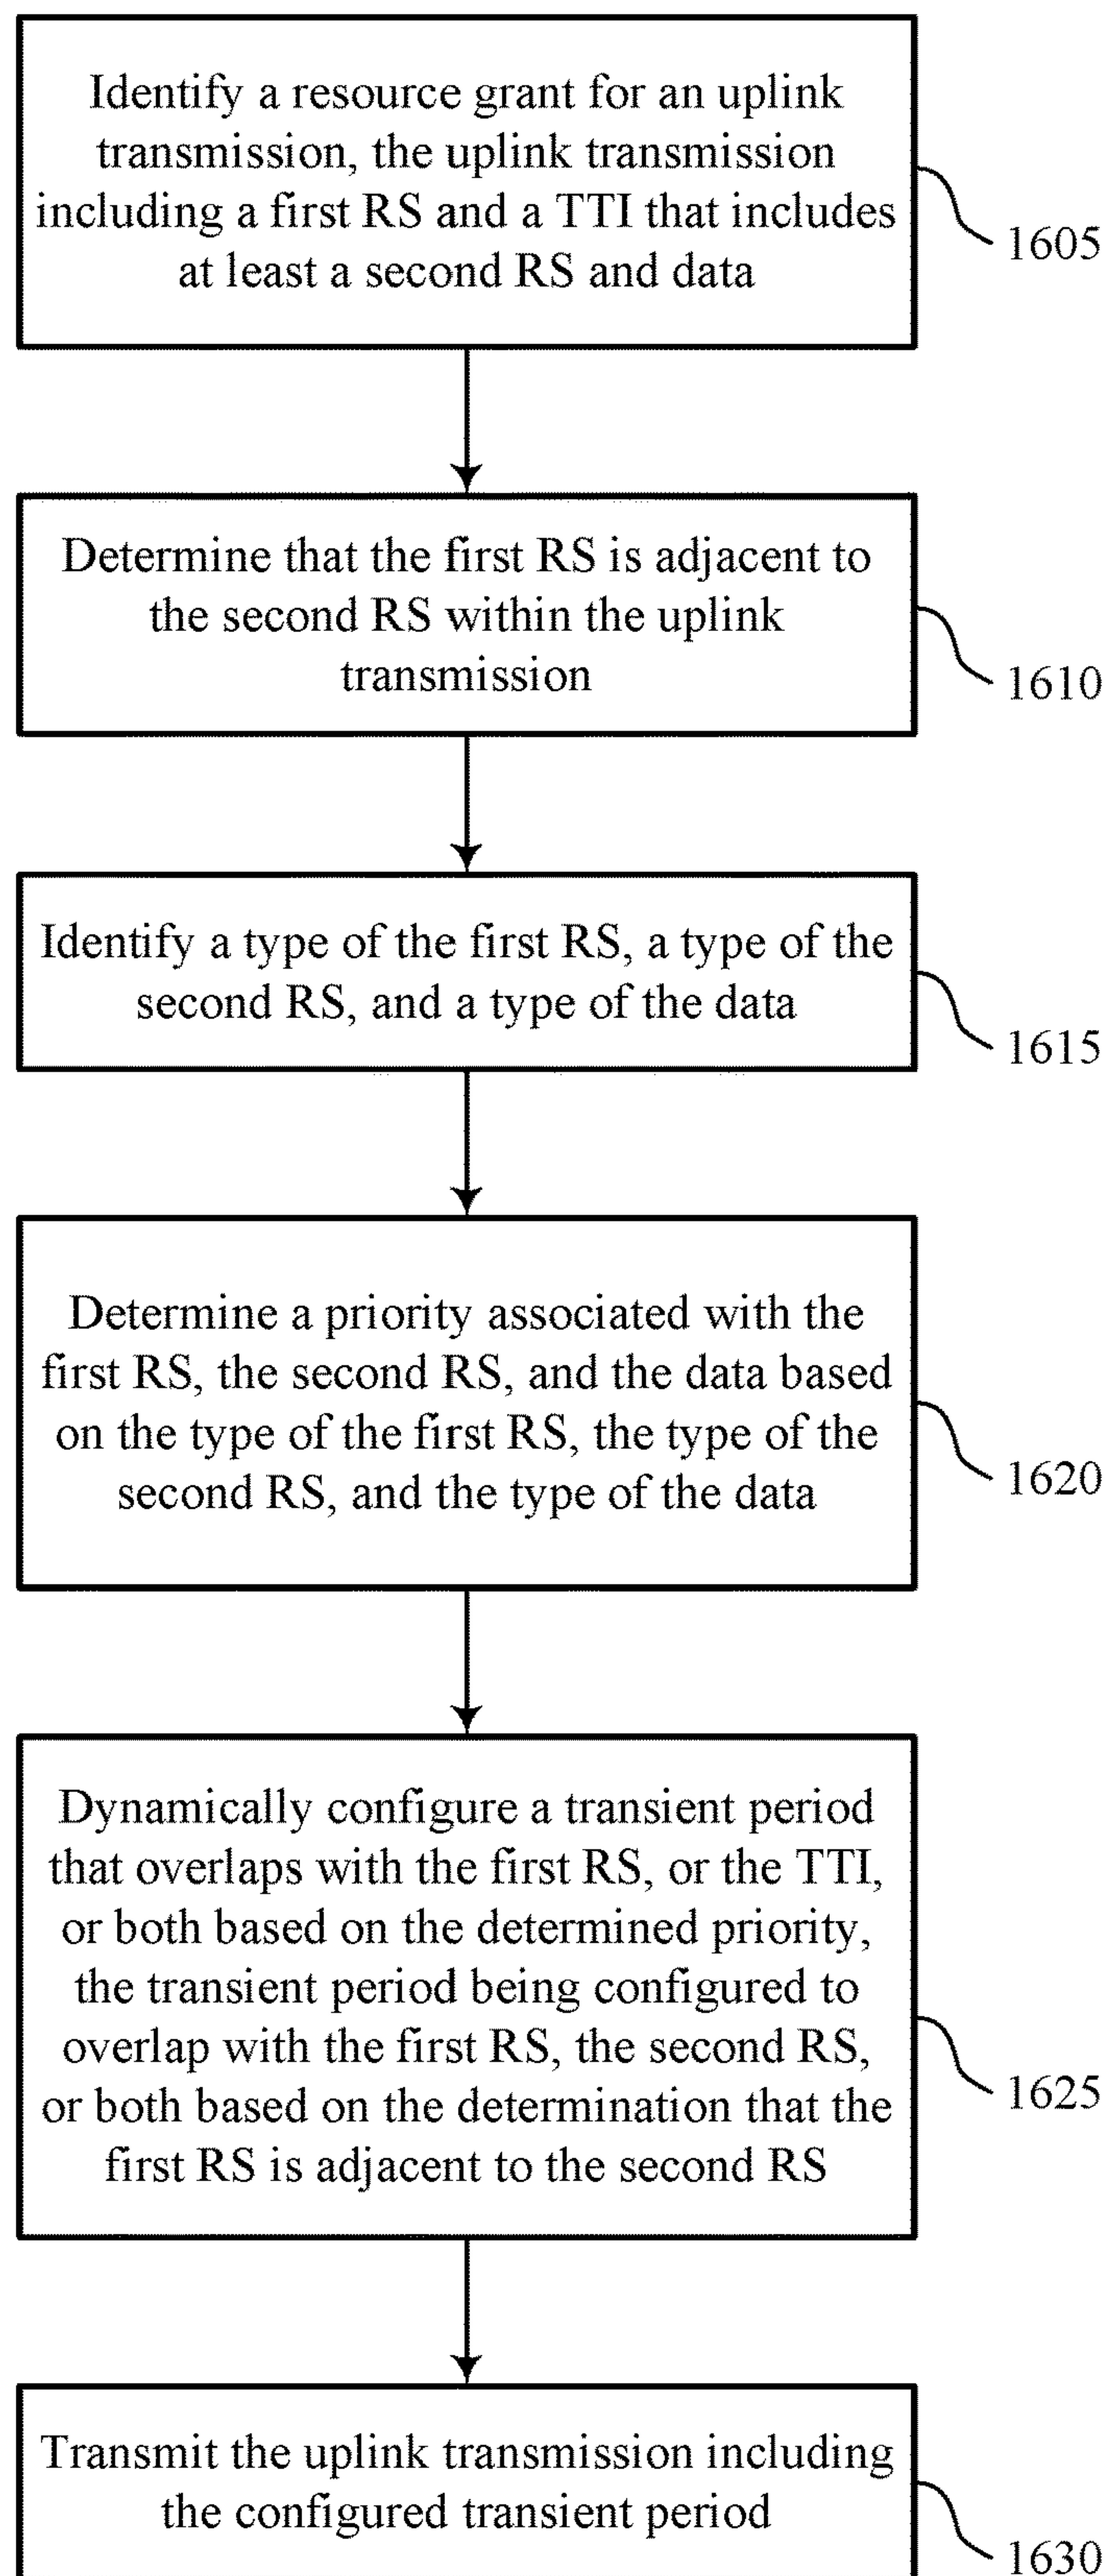 Identify a resource grant for an uplink
transmission, the uplink transmission
including a first RS and a TTI that includes
at least a second RS and data
1605
Determine that the first RS is adjacent to
the second RS within the uplink
transmission
1610
Identify a type of the first RS, a type of the
second RS, and a type of the data
1615
Determine a priority associated with the
first RS, the second RS, and the data based
on the type of the first RS, the type of the
second RS, and the type of the data
1620
Dynamically configure a transient period
that overlaps with the first RS, or the TTI,
or both based on the determined priority,
the transient period being configured to
overlap with the first RS, the second RS,
or both based on the determination that the
first RS is adjacent to the second RS
1625
Transmit the uplink transmission including
the configured transient period
1630